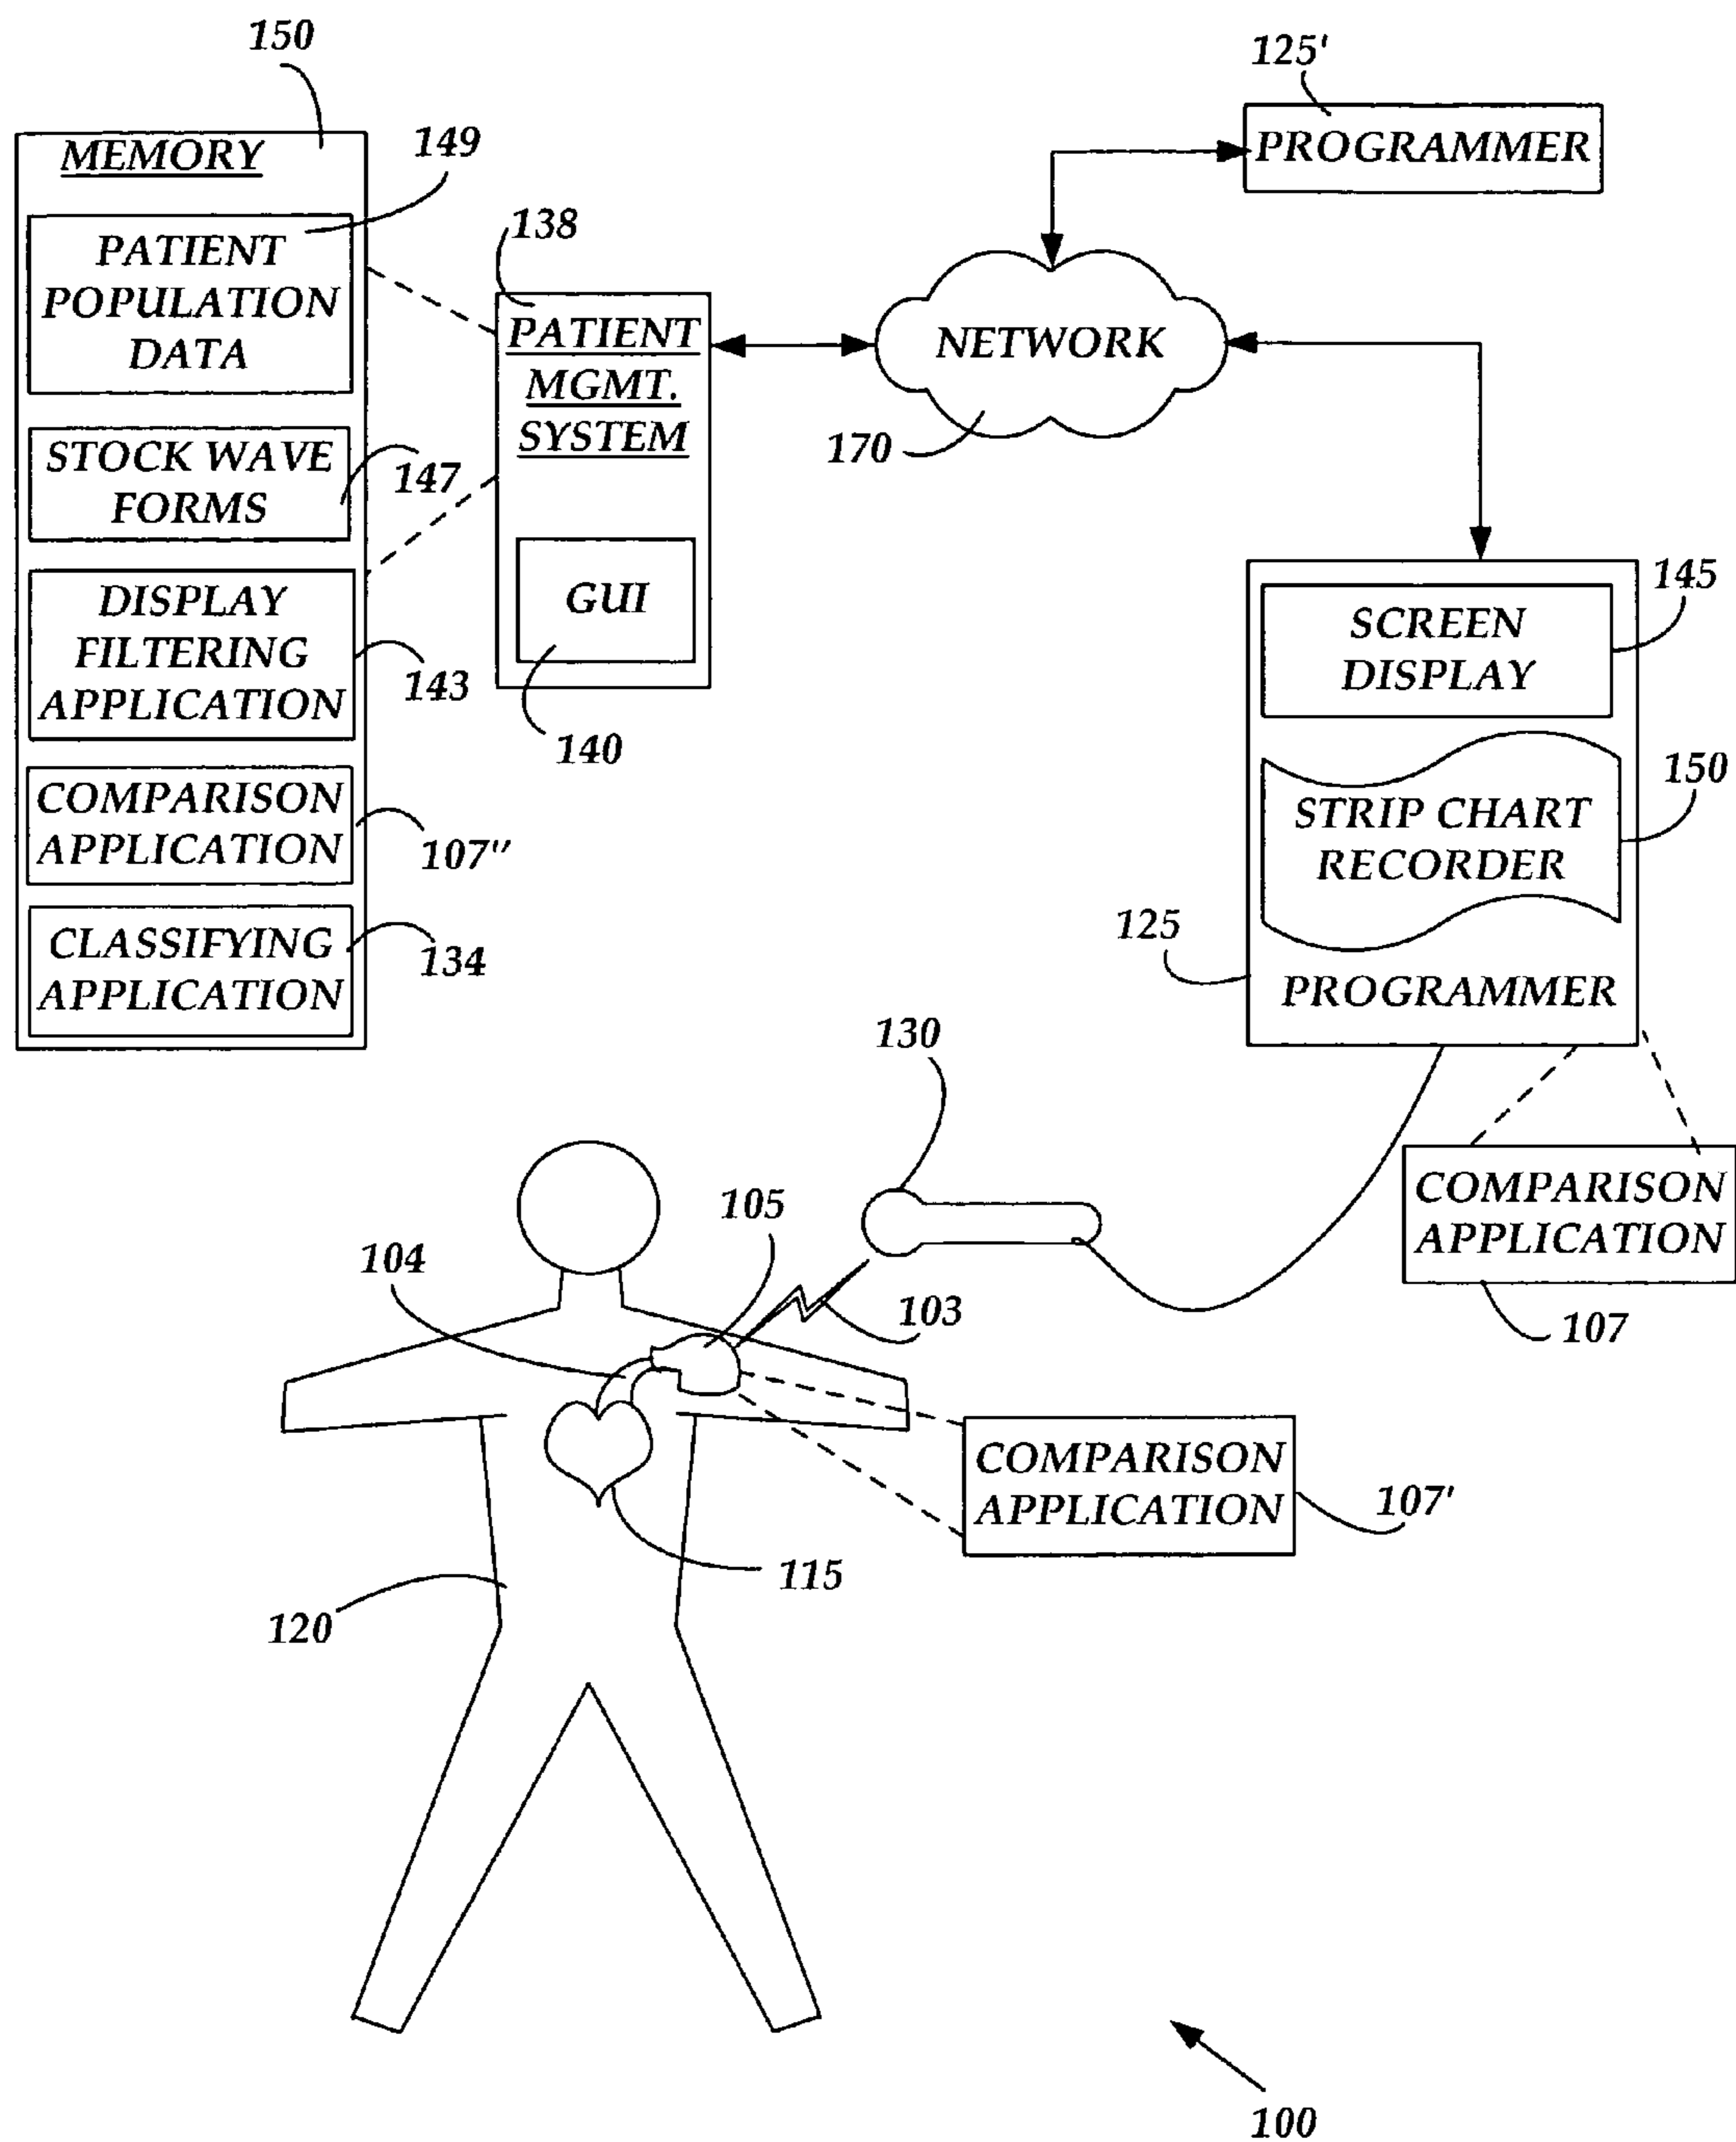 150
MEMORY
149
PATIENT
POPULATION
DATA
STOCK WAVE
FORMS
147
DISPLAY
FILTERING
APPLICATION
143
COMPARISON
APPLICATION
107"
CLASSIFYING
APPLICATION
134
138
PATIENT
MGMT.
SYSTEM
GUI
140
NETWORK
170
125'
PROGRAMMER
145
SCREEN
DISPLAY
150
STRIP CHART
RECORDER
125
PROGRAMMER
130
COMPARISON
APPLICATION
107
105
104
103
COMPARISON
APPLICATION
107'
115
120
100